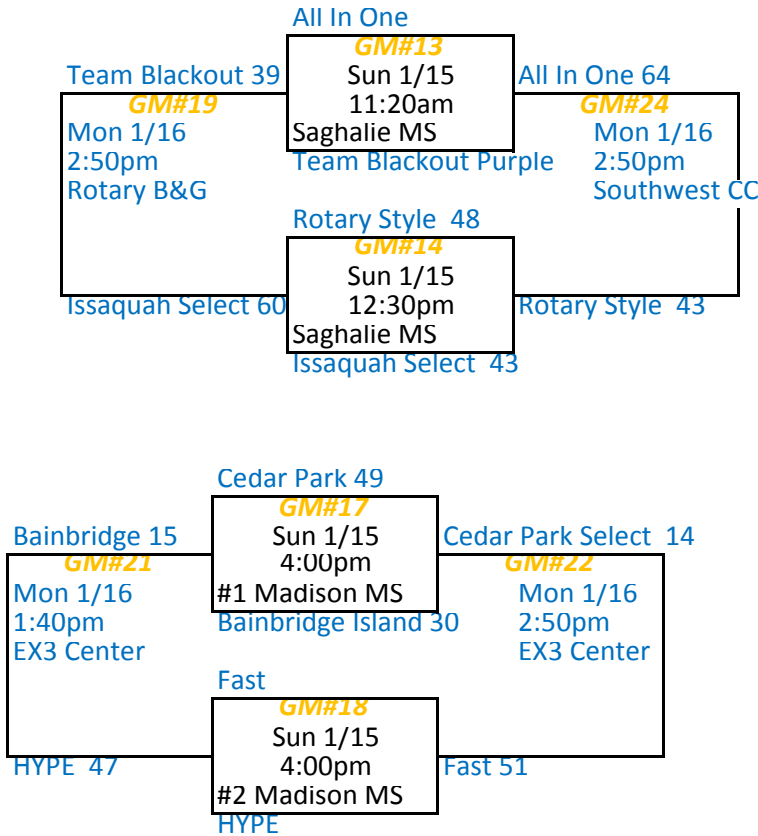 All In One
GM#13
Team Blackout 39 Sun 1/15 All In One 64
GM#19 11:20am GM#24
Mon 1/16 Saghalie MS Mon 1/16
2:50pm Team Blackout Purple 2:50pm
Rotary B&G Southwest CC
Rotary Style 48
GM#14
Sun 1/15
Issaquah Select 60 12:30pm Rotary Style 43
Saghalie MS
Issaquah Select 43
Cedar Park 49
GM#17
Bainbridge 15 Sun 1/15 Cedar Park Select 14
GM#21 4:00pm GM#22
Mon 1/16 #1 Madison MS Mon 1/16
1:40pm Bainbridge Island 30 2:50pm
EX3 Center EX3 Center
Fast
GM#18
Sun 1/15
HYPE 47 4:00pm Fast 51
#2 Madison MS
HYPE